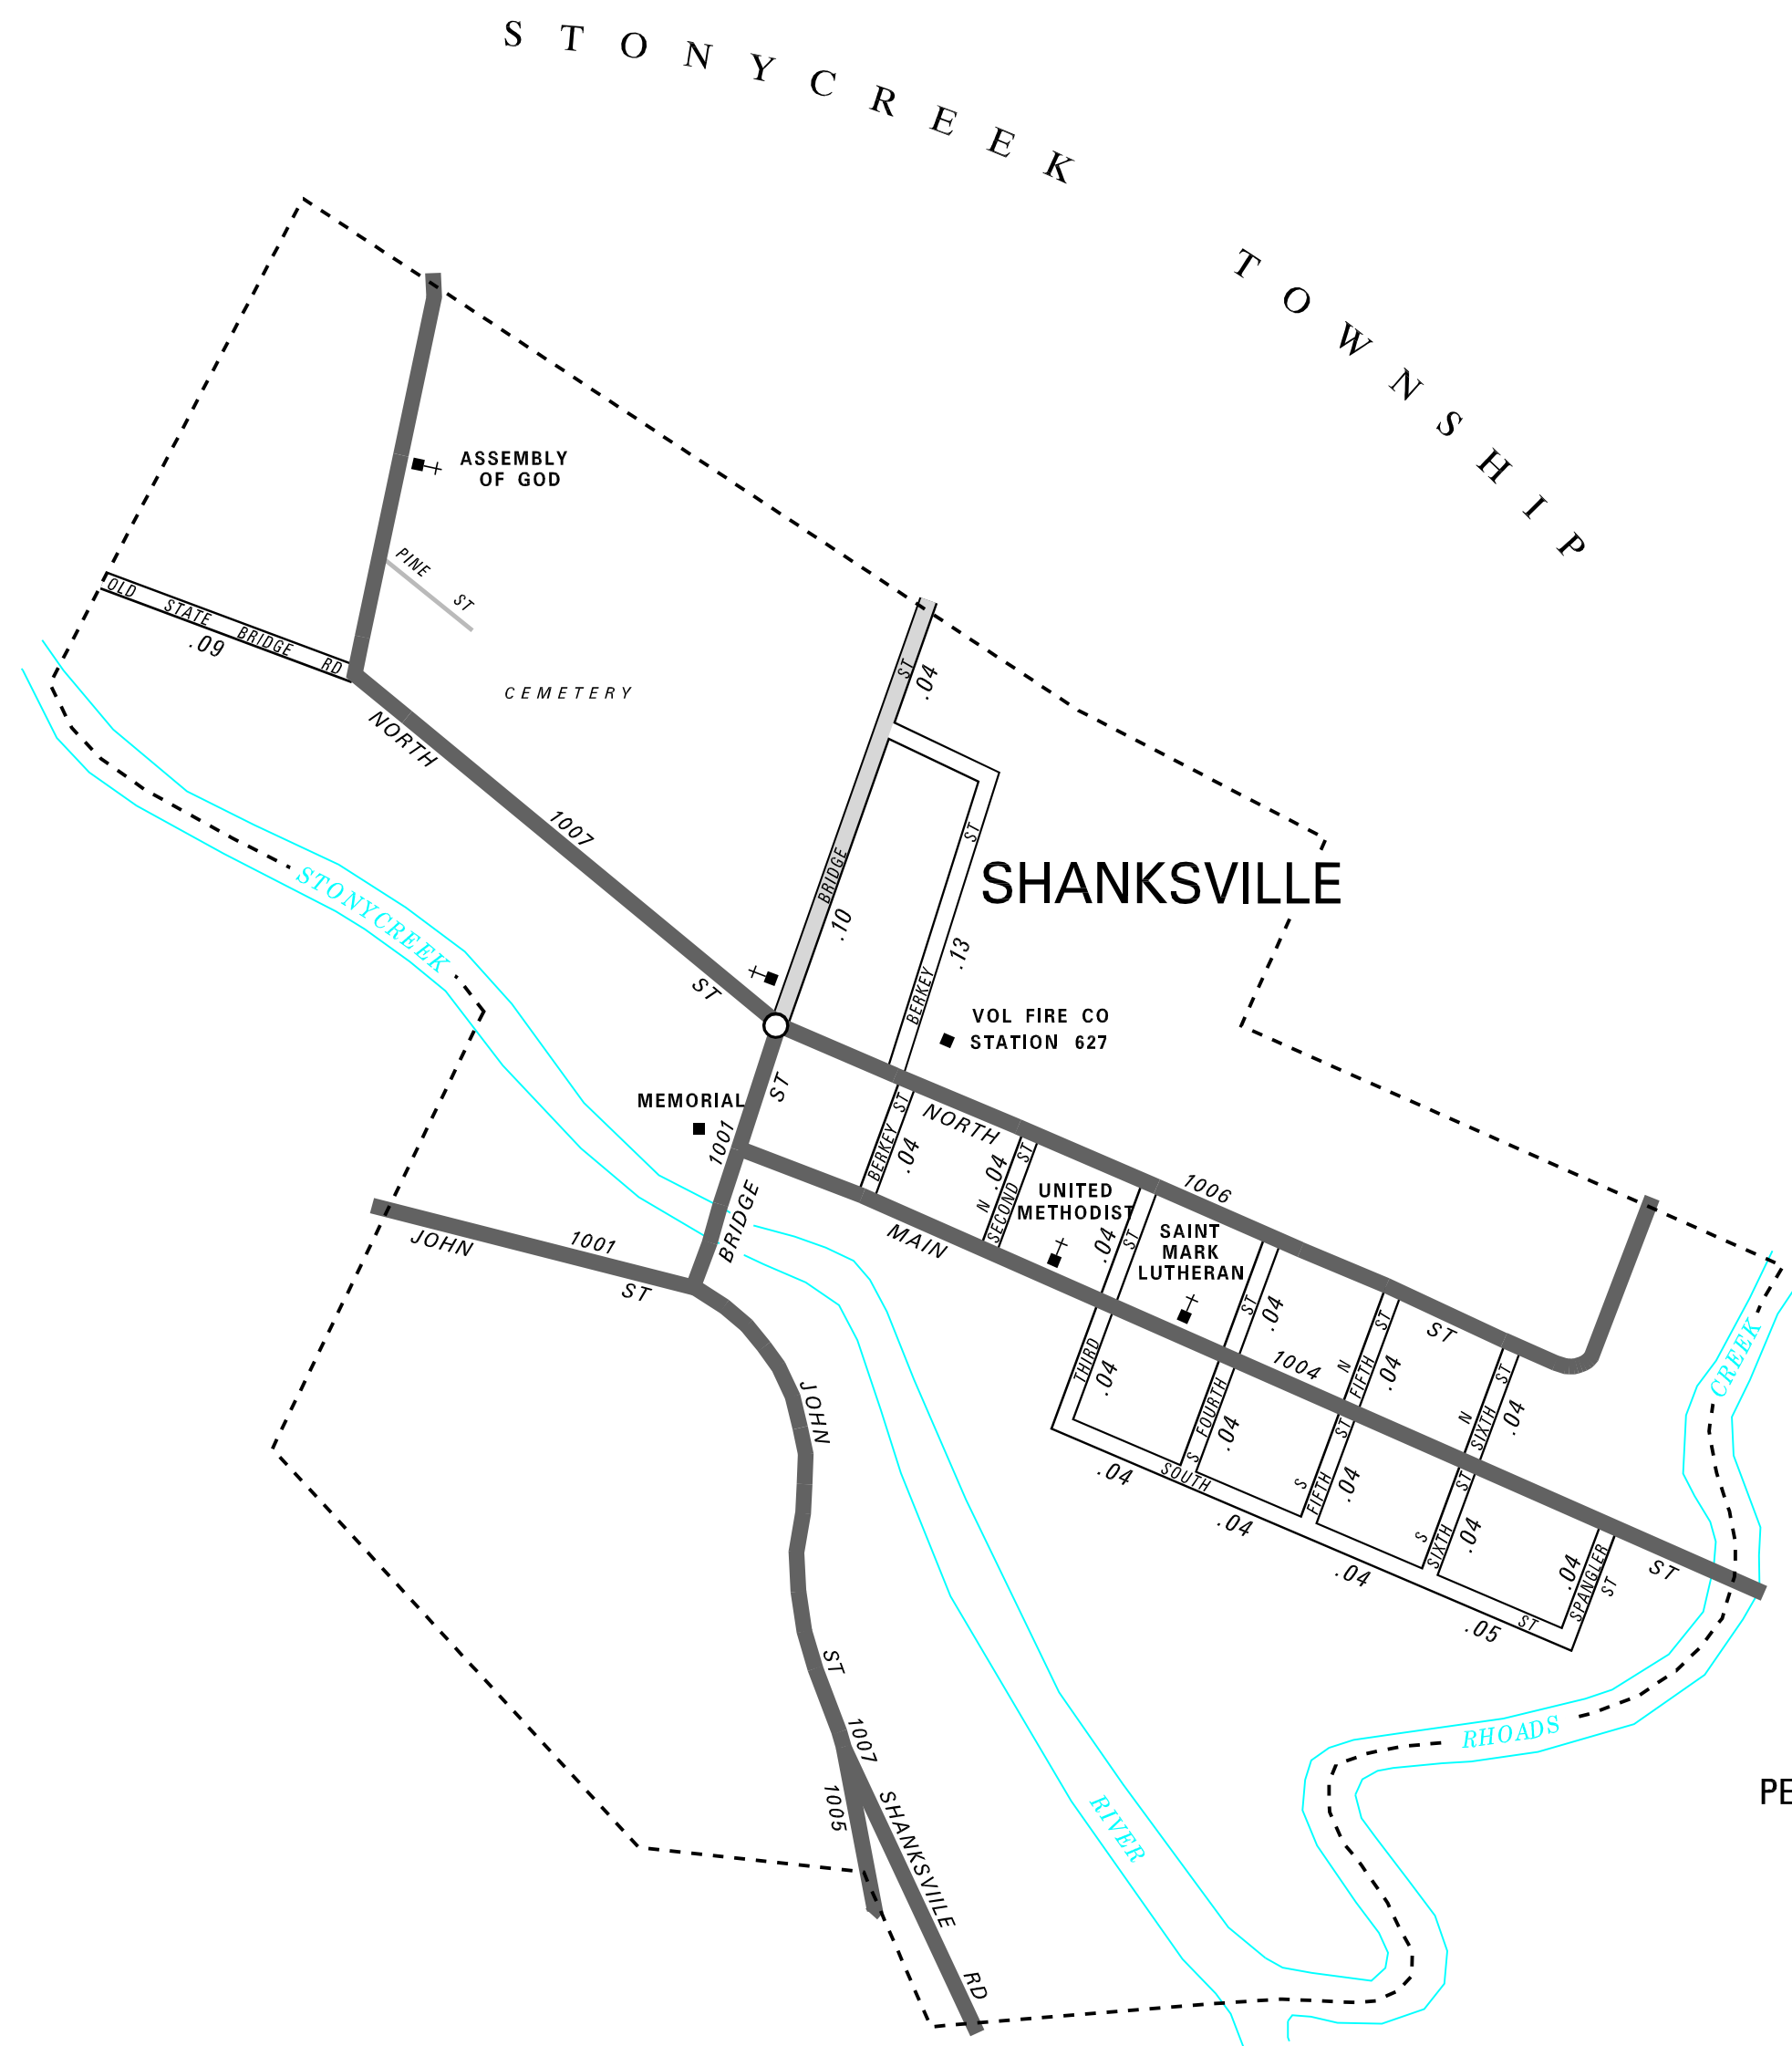 STONYCREEK TOWNSHIP
ASSEMBLY
OF GOD
PINE ST
OLD STATE BRIDGE RD
.09
CEMETERY
ST
.04
NORTH
1007
ST
BRIDGE
.10
ST
BERKEY
.13
SHANKSVILLE
STONYCREEK
VOL FIRE CO
STATION 627
MEMORIAL
ST
1001
BRIDGE
BERKEY ST
.04
NORTH
1006
ST
.04
N
SECOND ST
UNITED
METHODIST
.04
ST
SAINT
MARK
LUTHERAN
MAIN
1004
ST
JOHN
1001
ST
THIRD
.04
ST
.04
S FOURTH
.04
N
FIFTH ST
.04
S
FIFTH ST
.04
N
SIXTH ST
.04
S
SIXTH ST
.04
.04
SPANGLER
ST
SOUTH
ST
.04
.04
.04
.05
CREEK
RHOADS
JOHN
ST
1007
1005
SHANKSVIILE
RD
RIVER
PE